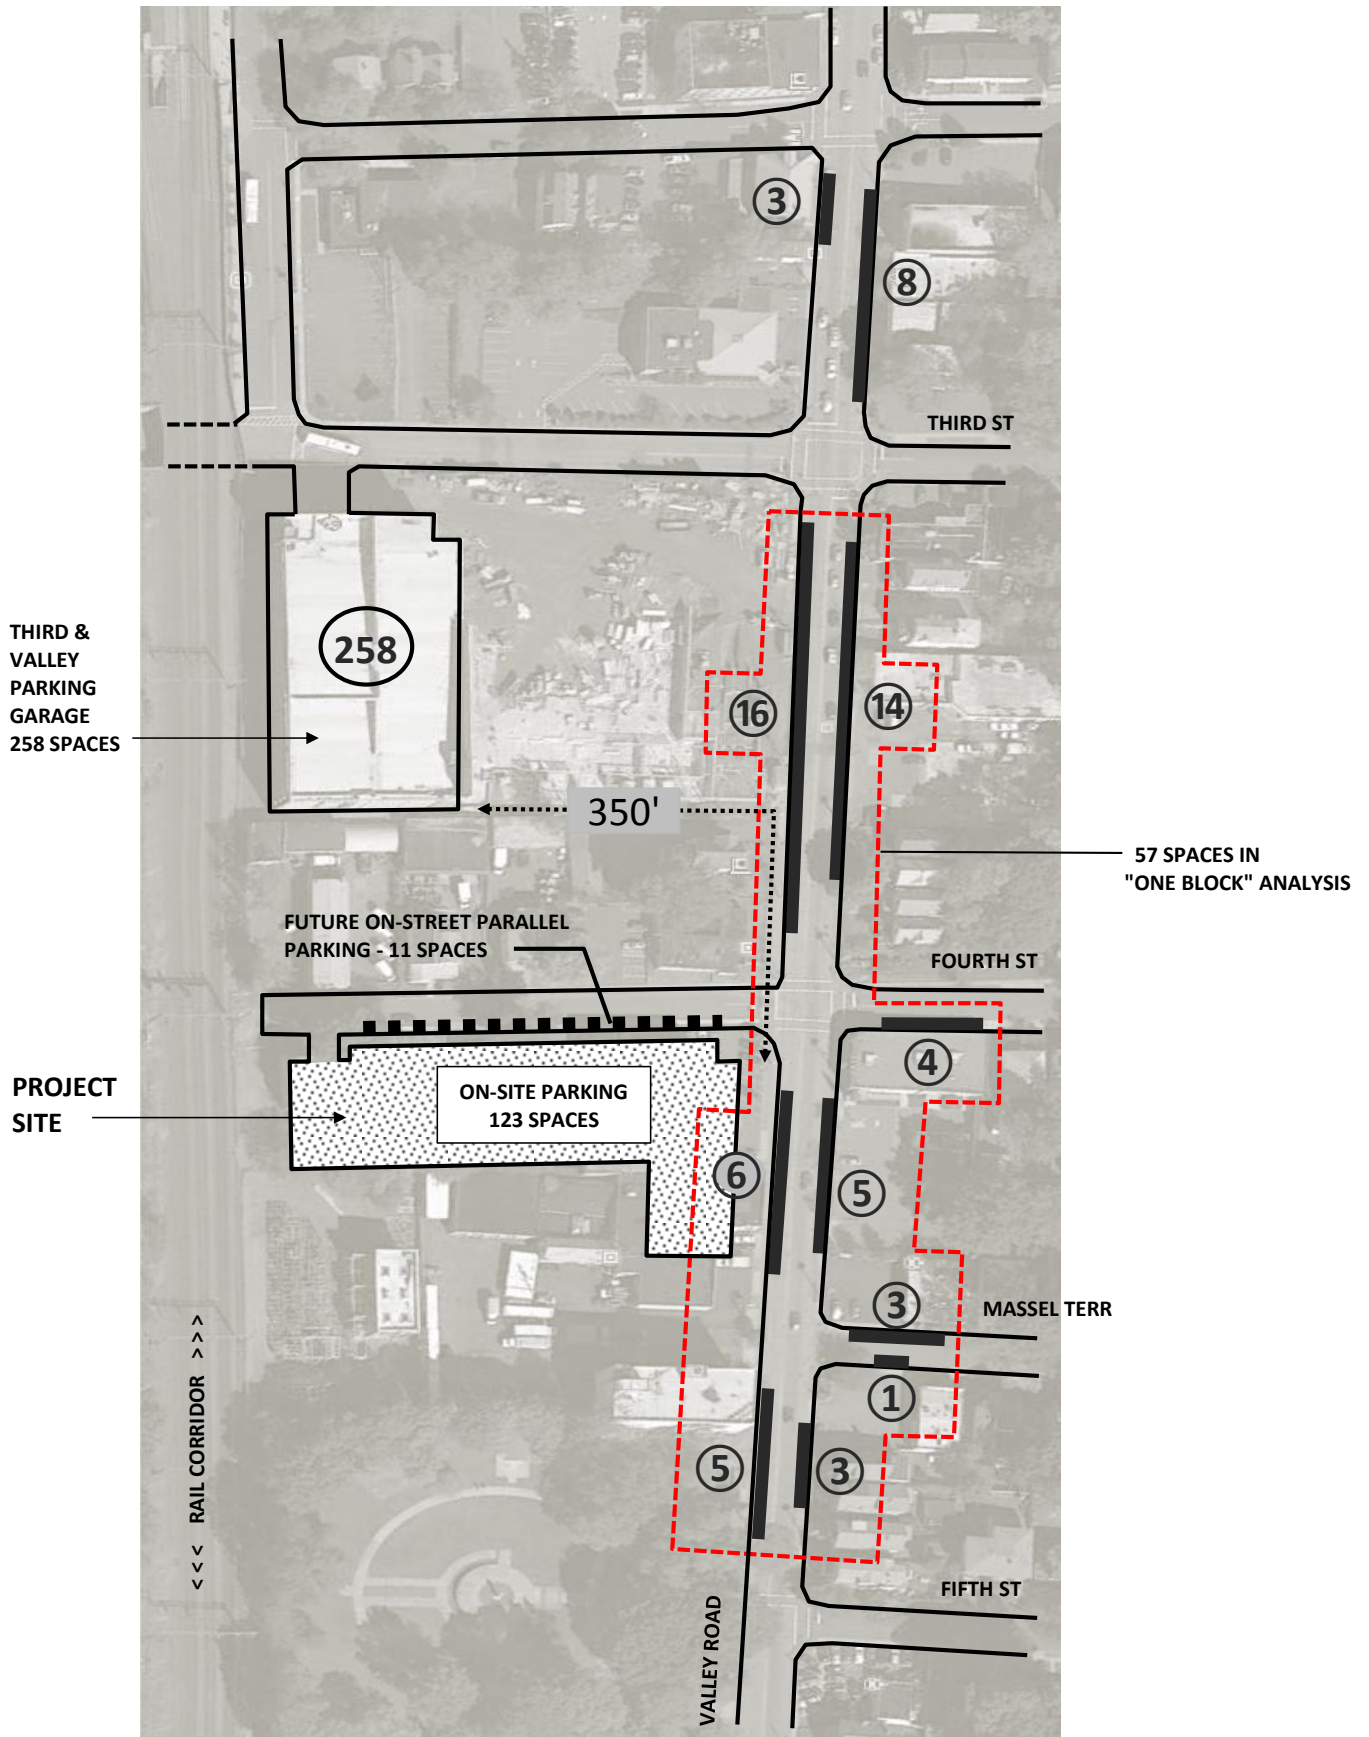 3
8
THIRD ST
THIRD &
VALLEY
PARKING
GARAGE
258 SPACES
258
16
14
350'
57 SPACES IN
"ONE BLOCK" ANALYSIS
FUTURE ON-STREET PARALLEL
PARKING - 11 SPACES
FOURTH ST
4
PROJECT
SITE
ON-SITE PARKING
123 SPACES
6
5
3
MASSEL TERR
1
<<< RAIL CORRIDOR >>>
5
3
FIFTH ST
VALLEY ROAD